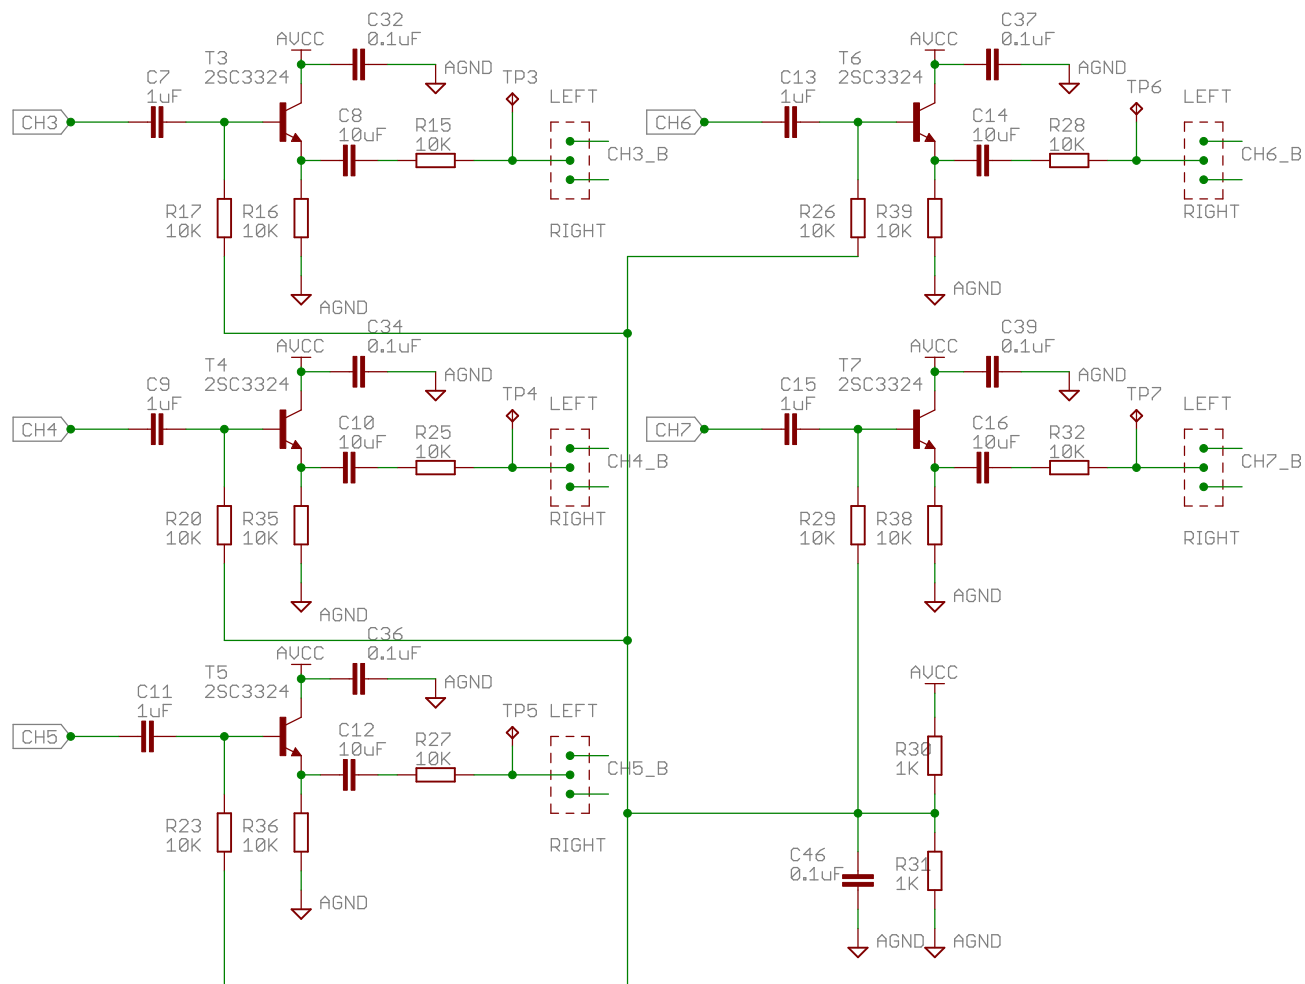 C32
0.1uF
AVCC
T3
2SC3324
AGND
C7
1uF
TP3
LEFT
CH3
C8
10uF
R15
10K
CH3_B
R17
10K
R16
10K
RIGHT
AGND
C37
0.1uF
AVCC
T6
2SC3324
AGND
C13
1uF
TP6
LEFT
CH6
C14
10uF
R28
10K
CH6_B
R26
10K
R39
10K
RIGHT
AGND
C34
0.1uF
AVCC
T4
2SC3324
AGND
C9
1uF
TP4
LEFT
CH4
C10
10uF
R25
10K
CH4_B
R20
10K
R35
10K
RIGHT
AGND
C39
0.1uF
AVCC
T7
2SC3324
AGND
C15
1uF
TP7
LEFT
CH7
C16
10uF
R32
10K
CH7_B
R29
10K
R38
10K
RIGHT
AGND
C36
0.1uF
AVCC
T5
2SC3324
AGND
C11
1uF
TP5
LEFT
CH5
C12
10uF
R27
10K
CH5_B
R23
10K
R36
10K
RIGHT
AGND
AVCC
R30
1K
C46
0.1uF
R31
1K
AGND
AGND